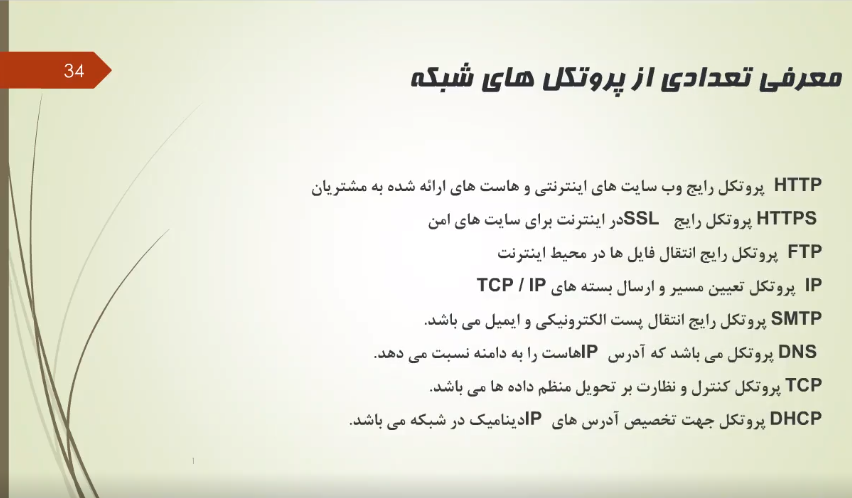 34
معرفی تعدادی از پروتکل های شبکه
HTTP پروتکل رایج وب سایت های اینترنتی و هاست های ارائه شده به مشتریان
HTTPS پروتکل رایج SSLدر اینترنت برای سایت های امن
FTP پروتکل رایج انتقال فایل ها در محیط اینترنت
IP پروتکل تعیین مسیر و ارسال بسته های TCP / IP
SMTP پروتکل رایج انتقال پست الکترونیکی و ایمیل می باشد.
DNS پروتکل می باشد که آدرس IPهاست را به دامنه نسبت می دهد.
TCP پروتکل کنترل و نظارت بر تحویل منظم داده ها می باشد.
DHCP پروتکل جهت تخصیص آدرس های IPدینامیک در شبکه می باشد.